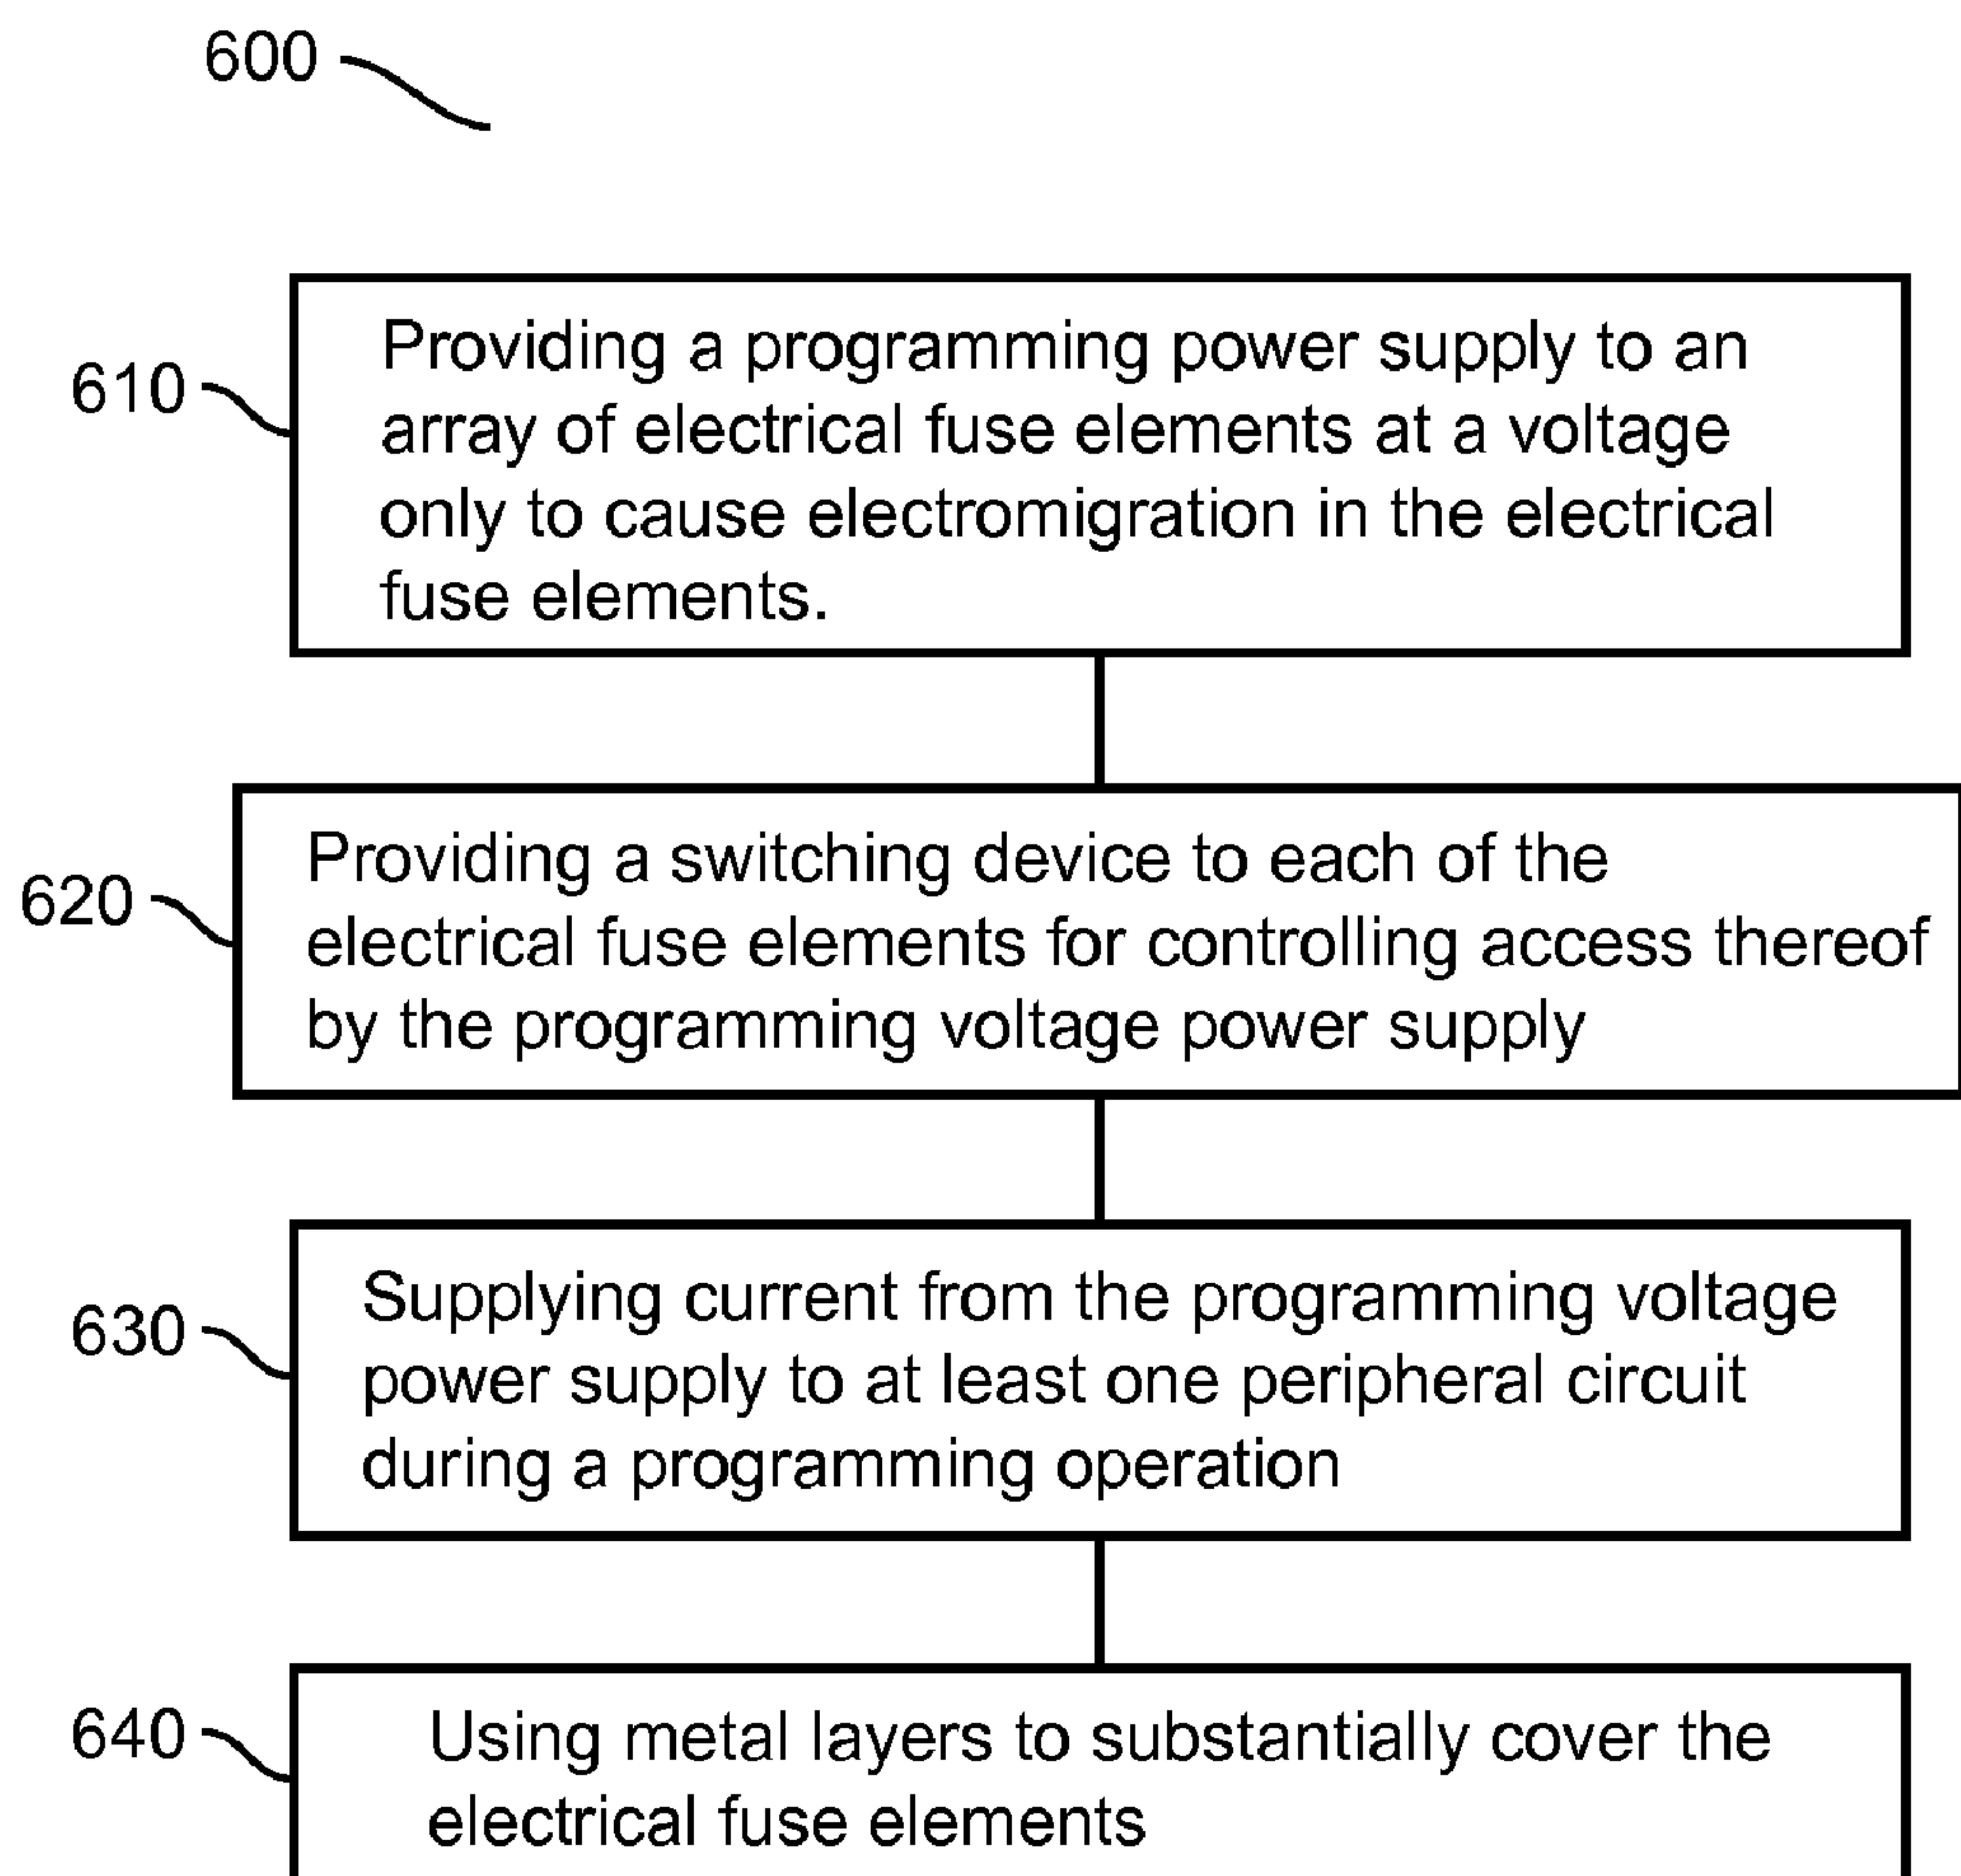 600
610
Providing a programming power supply to an
array of electrical fuse elements at a voltage
only to cause electromigration in the electrical
fuse elements.
620
Providing a switching device to each of the
electrical fuse elements for controlling access thereof
by the programming voltage power supply
630
Supplying current from the programming voltage
power supply to at least one peripheral circuit
during a programming operation
640
Using metal layers to substantially cover the
electrical fuse elements